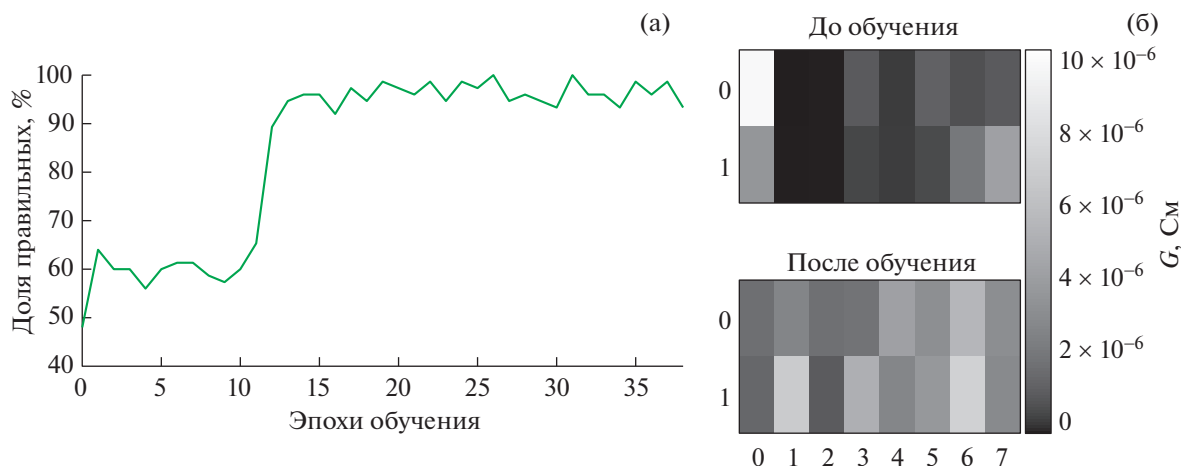 (а)
Доля правильных, %
100
90
80
70
60
50
40
0
5
10
15
20
25
30
35
Эпохи обучения
(б)
До обучения
0
1
После обучения
0
1
0 1 2 3 4 5 6 7
10 × 10⁻⁶
8 × 10⁻⁶
6 × 10⁻⁶
4 × 10⁻⁶
2 × 10⁻⁶
0
G, См